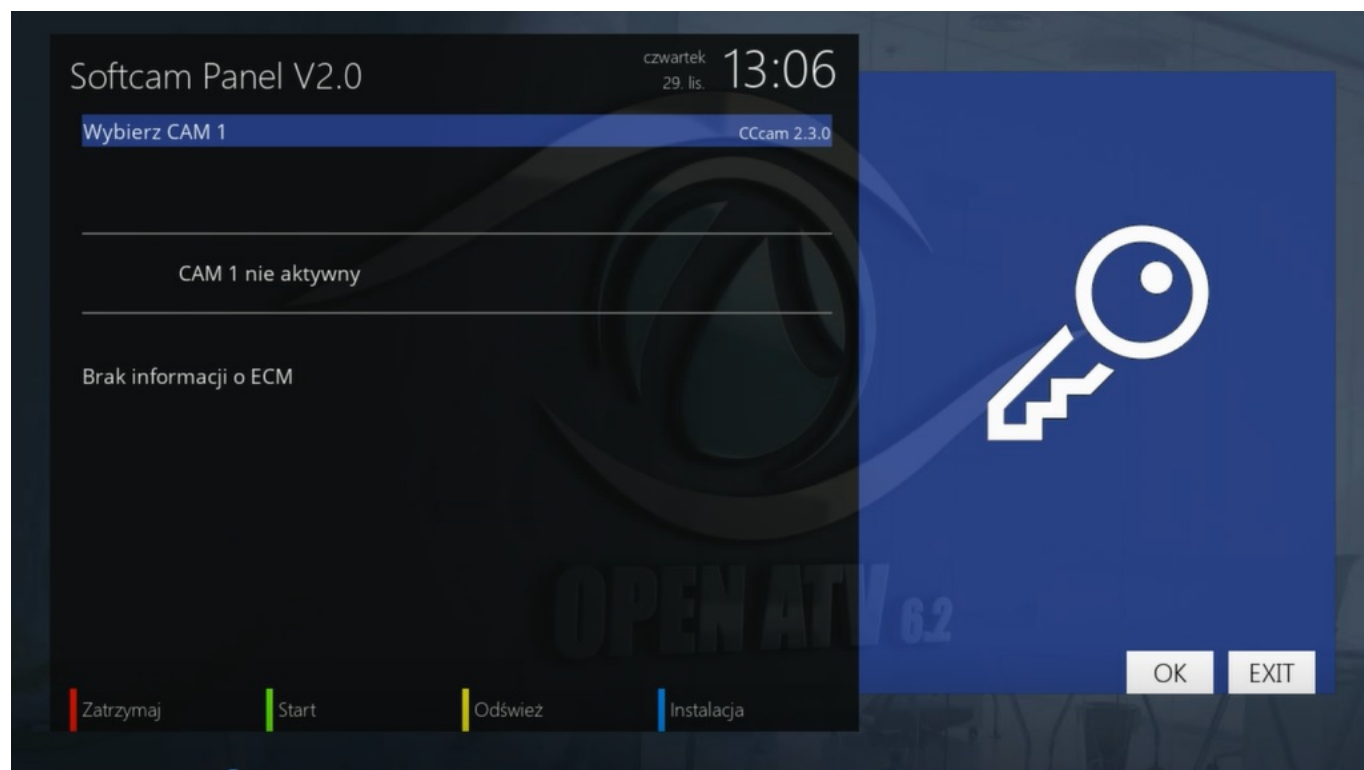 Softcam Panel V2.0
czwartek
29. lis.
13:06
Wybierz CAM 1
CCcam 2.3.0
CAM 1 nie aktywny
Brak informacji o ECM
OPEN ATV 6.2
OK
EXIT
Zatrzymaj
Start
Odśwież
Instalacja